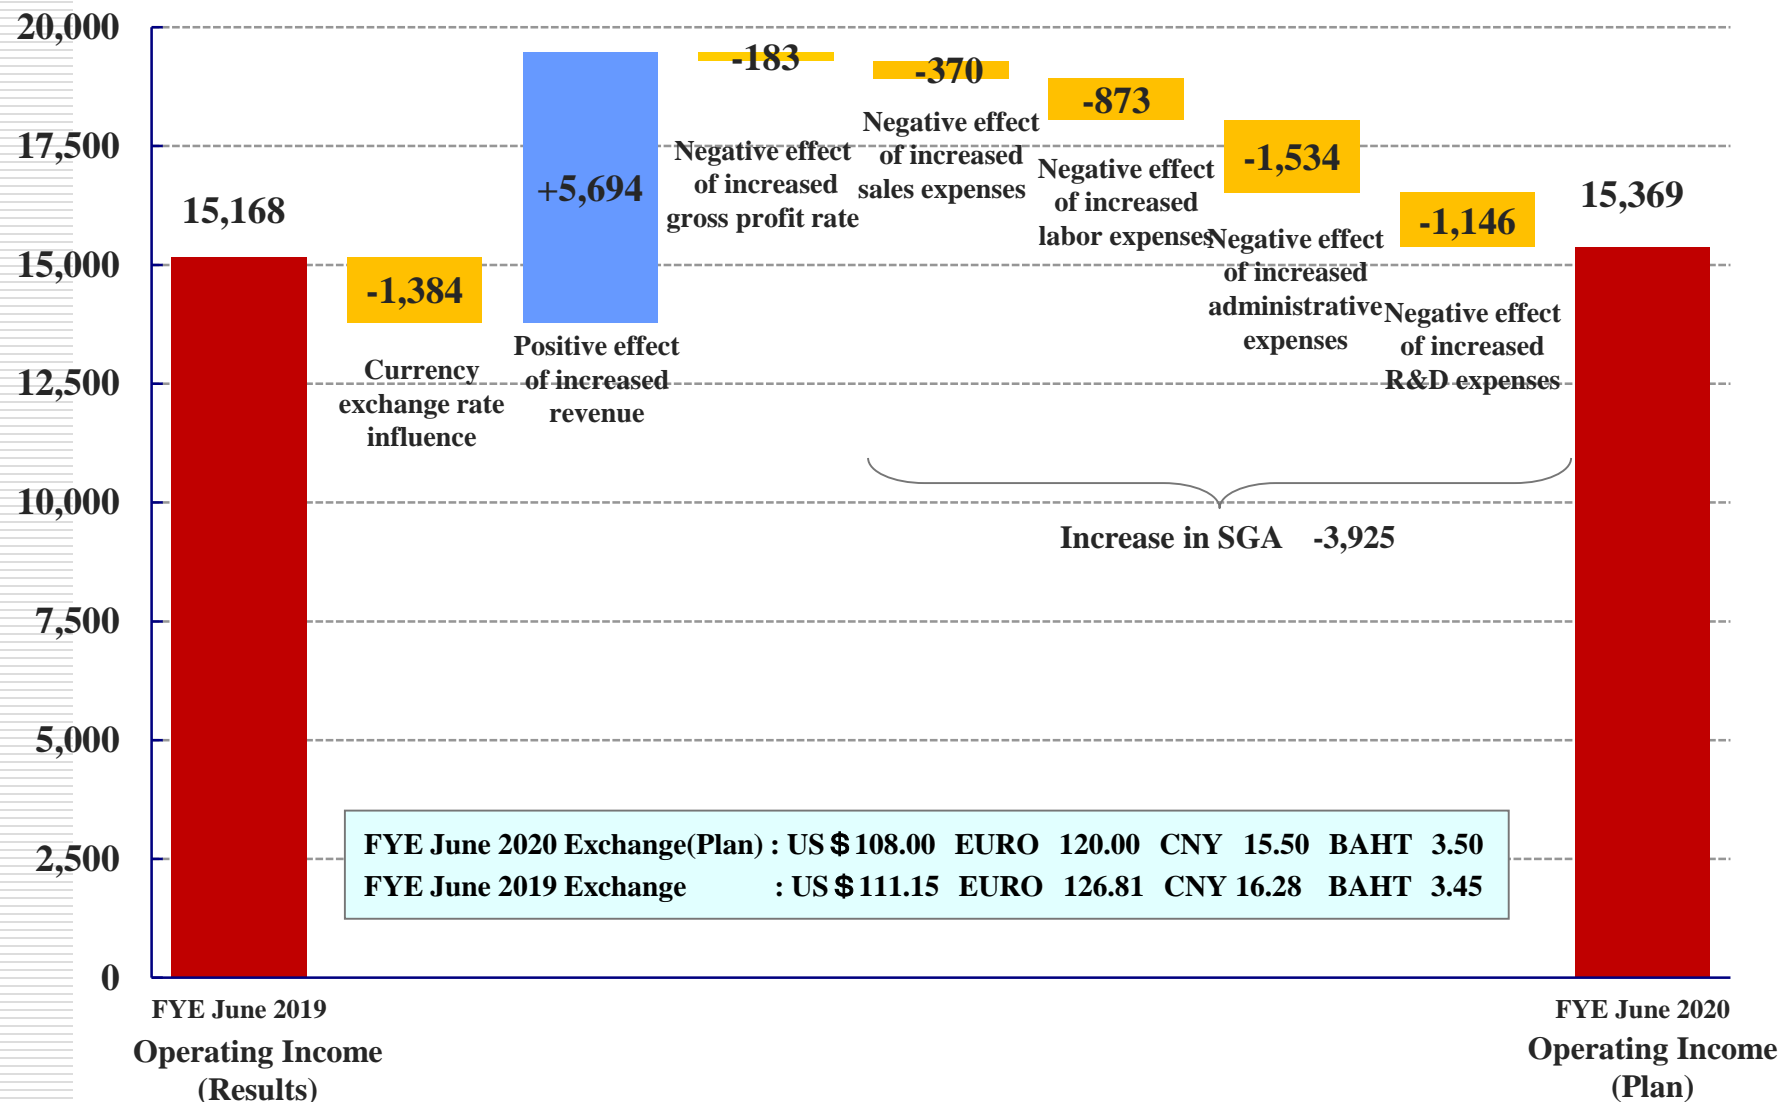 20,000
17,500
15,000
12,500
10,000
7,500
5,000
2,500
0
15,168
-1,384
Currency
exchange rate
influence
+5,694
Positive effect
of increased
revenue
-183
Negative effect
of increased
gross profit rate
-370
Negative effect
of increased
sales expenses
-873
Negative effect
of increased
labor expenses
-1,534
Negative effect
of increased
administrative
expenses
-1,146
Negative effect
of increased
R&D expenses
15,369
Increase in SGA -3,925
FYE June 2020 Exchange(Plan) : US $ 108.00 EURO 120.00 CNY 15.50 BAHT 3.50
FYE June 2019 Exchange : US $ 111.15 EURO 126.81 CNY 16.28 BAHT 3.45
FYE June 2019
Operating Income
(Results)
FYE June 2020
Operating Income
(Plan)